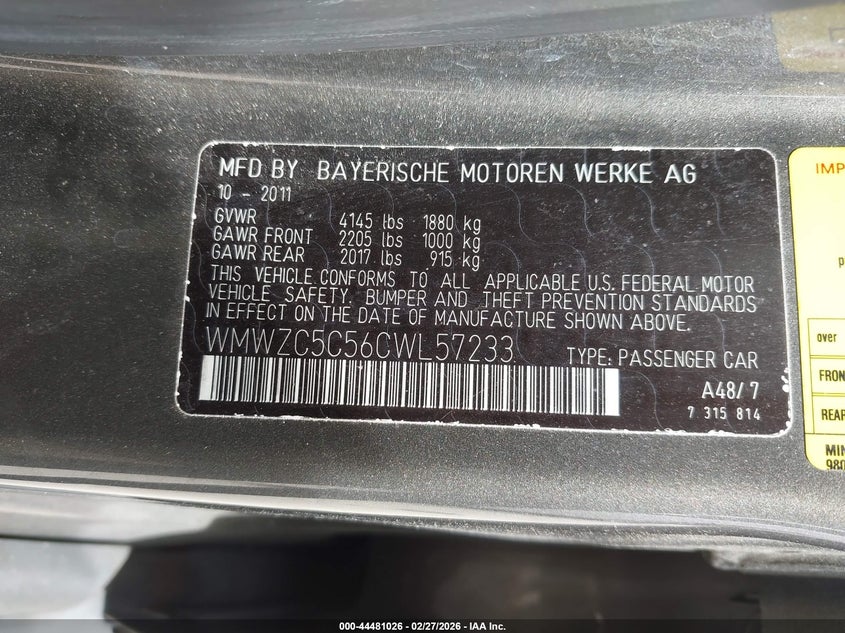 MFD BY BAYERISCHE MOTOREN WERKE AG
10 - 2011
GVWR 4145 lbs 1880 kg
GAWR FRONT 2205 lbs 1000 kg
GAWR REAR 2017 lbs 915 kg
THIS VEHICLE CONFORMS TO ALL APPLICABLE U.S. FEDERAL MOTOR
VEHICLE SAFETY, BUMPER AND THEFT PREVENTION STANDARDS
IN EFFECT ON THE DATE OF MANUFACTURE SHOWN ABOVE.
WMWZC5C56CWL57233 TYPE: PASSENGER CAR
A48/ 7
7 315 814
IMP
over
FRON
REAR
MIN
980
000-44481026 | 02/27/2026 | IAA Inc.